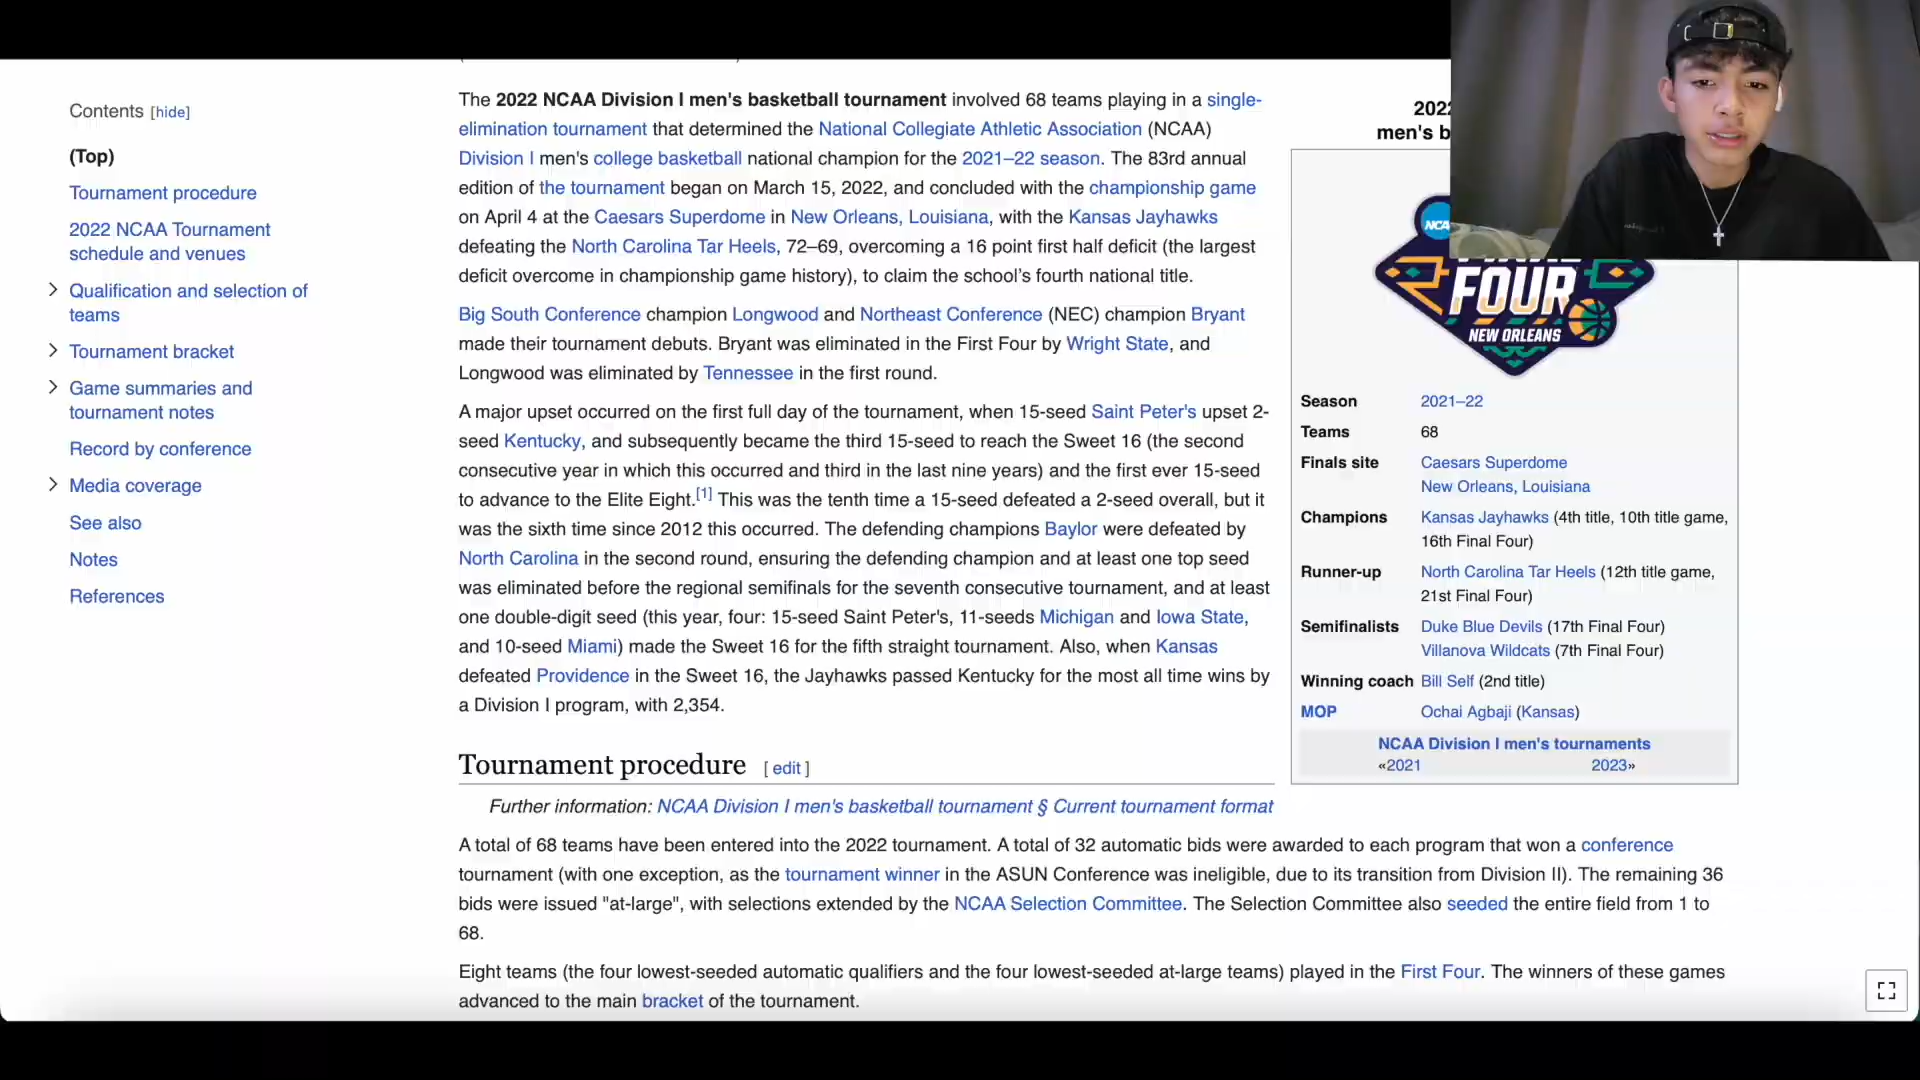 Contents [hide]
(Top)
Tournament procedure
2022 NCAA Tournament
schedule and venues
Qualification and selection of
teams
Tournament bracket
Game summaries and
tournament notes
Record by conference
Media coverage
See also
Notes
References
The 2022 NCAA Division I men's basketball tournament involved 68 teams playing in a single-
elimination tournament that determined the National Collegiate Athletic Association (NCAA)
Division I men's college basketball national champion for the 2021–22 season. The 83rd annual
edition of the tournament began on March 15, 2022, and concluded with the championship game
on April 4 at the Caesars Superdome in New Orleans, Louisiana, with the Kansas Jayhawks
defeating the North Carolina Tar Heels, 72–69, overcoming a 16 point first half deficit (the largest
deficit overcome in championship game history), to claim the school's fourth national title.
Big South Conference champion Longwood and Northeast Conference (NEC) champion Bryant
made their tournament debuts. Bryant was eliminated in the First Four by Wright State, and
Longwood was eliminated by Tennessee in the first round.
A major upset occurred on the first full day of the tournament, when 15-seed Saint Peter's upset 2-
seed Kentucky, and subsequently became the third 15-seed to reach the Sweet 16 (the second
consecutive year in which this occurred and third in the last nine years) and the first ever 15-seed
to advance to the Elite Eight.[1] This was the tenth time a 15-seed defeated a 2-seed overall, but it
was the sixth time since 2012 this occurred. The defending champions Baylor were defeated by
North Carolina in the second round, ensuring the defending champion and at least one top seed
was eliminated before the regional semifinals for the seventh consecutive tournament, and at least
one double-digit seed (this year, four: 15-seed Saint Peter's, 11-seeds Michigan and Iowa State,
and 10-seed Miami) made the Sweet 16 for the fifth straight tournament. Also, when Kansas
defeated Providence in the Sweet 16, the Jayhawks passed Kentucky for the most all time wins by
a Division I program, with 2,354.
2022
men's b
NCA
FOUR
NEW ORLEANS
Season 2021–22
Teams 68
Finals site Caesars Superdome
New Orleans, Louisiana
Champions Kansas Jayhawks (4th title, 10th title game,
16th Final Four)
Runner-up North Carolina Tar Heels (12th title game,
21st Final Four)
Semifinalists Duke Blue Devils (17th Final Four)
Villanova Wildcats (7th Final Four)
Winning coach Bill Self (2nd title)
MOP Ochai Agbaji (Kansas)
NCAA Division I men's tournaments
«2021 2023»
Tournament procedure [ edit ]
Further information: NCAA Division I men's basketball tournament § Current tournament format
A total of 68 teams have been entered into the 2022 tournament. A total of 32 automatic bids were awarded to each program that won a conference
tournament (with one exception, as the tournament winner in the ASUN Conference was ineligible, due to its transition from Division II). The remaining 36
bids were issued "at-large", with selections extended by the NCAA Selection Committee. The Selection Committee also seeded the entire field from 1 to
68.
Eight teams (the four lowest-seeded automatic qualifiers and the four lowest-seeded at-large teams) played in the First Four. The winners of these games
advanced to the main bracket of the tournament.